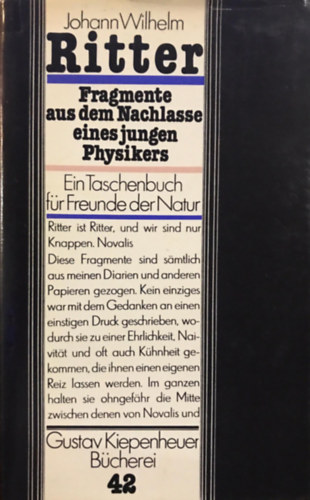 Johann Wilhelm
Ritter
Fragmente
aus dem Nachlasse
eines jungen
Physikers
Ein Taschenbuch
für Freunde der Natur
Ritter ist Ritter, und wir sind nur
Knappen. Novalis
Diese Fragmente sind sämtlich
aus meinen Diarien und anderen
Papieren gezogen. Kein einziges
war mit dem Gedanken an einen
einstigen Druck geschrieben, wo-
durch sie zu einer Ehrlichkeit, Nai-
vität und oft auch Kühnheit ge-
kommen, die ihnen einen eigenen
Reiz lassen werden. Im ganzen
halten sie ohngefähr die Mitte
zwischen denen von Novalis und
Gustav Kiepenheuer
Bücherei
42